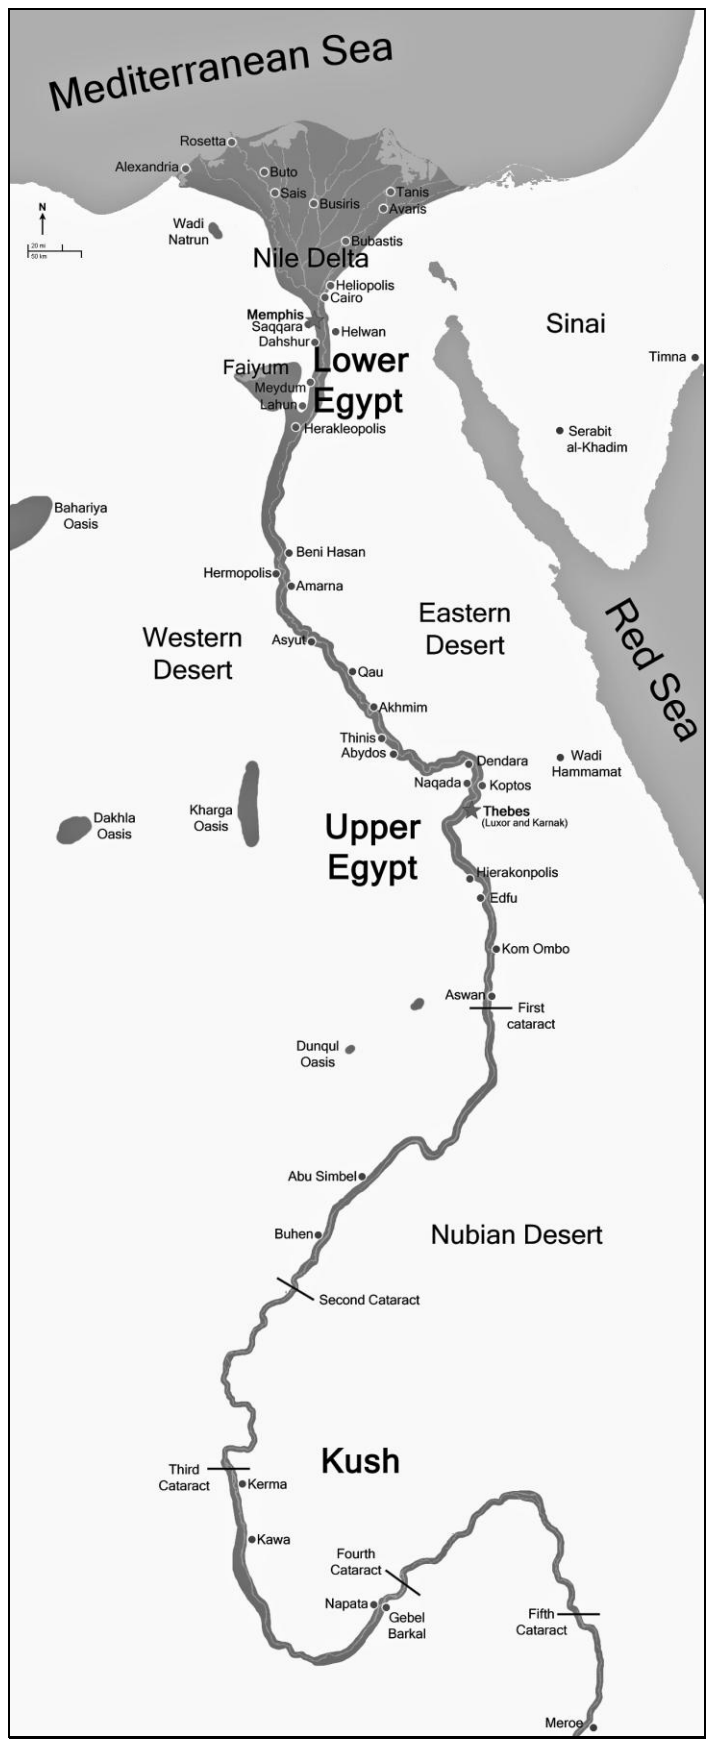 Mediterranean Sea
Rosetta
Alexandria
Buto
Sais
Busiris
Tanis
Avaris
N
20 mi
50 km
Wadi
Natrun
Bubastis
Nile Delta
Heliopolis
Cairo
Memphis
Saqqara
Helwan
Dahshur
Sinai
Timna
Lower
Egypt
Faiyum
Meydum
Lahun
Herakleopolis
Serabit
al-Khadim
Bahariya
Oasis
Beni Hasan
Hermopolis
Amarna
Western
Desert
Eastern
Desert
Red Sea
Asyut
Qau
Akhmim
Thinis
Abydos
Dendara
Wadi
Hammamat
Naqada
Koptos
Thebes
(Luxor and Karnak)
Kharga
Oasis
Dakhla
Oasis
Upper
Egypt
Hierakonpolis
Edfu
Kom Ombo
Aswan
First
cataract
Dunqul
Oasis
Abu Simbel
Buhen
Nubian Desert
Second Cataract
Kush
Third
Cataract
Kerma
Kawa
Fourth
Cataract
Napata
Gebel
Barkal
Fifth
Cataract
Meroe